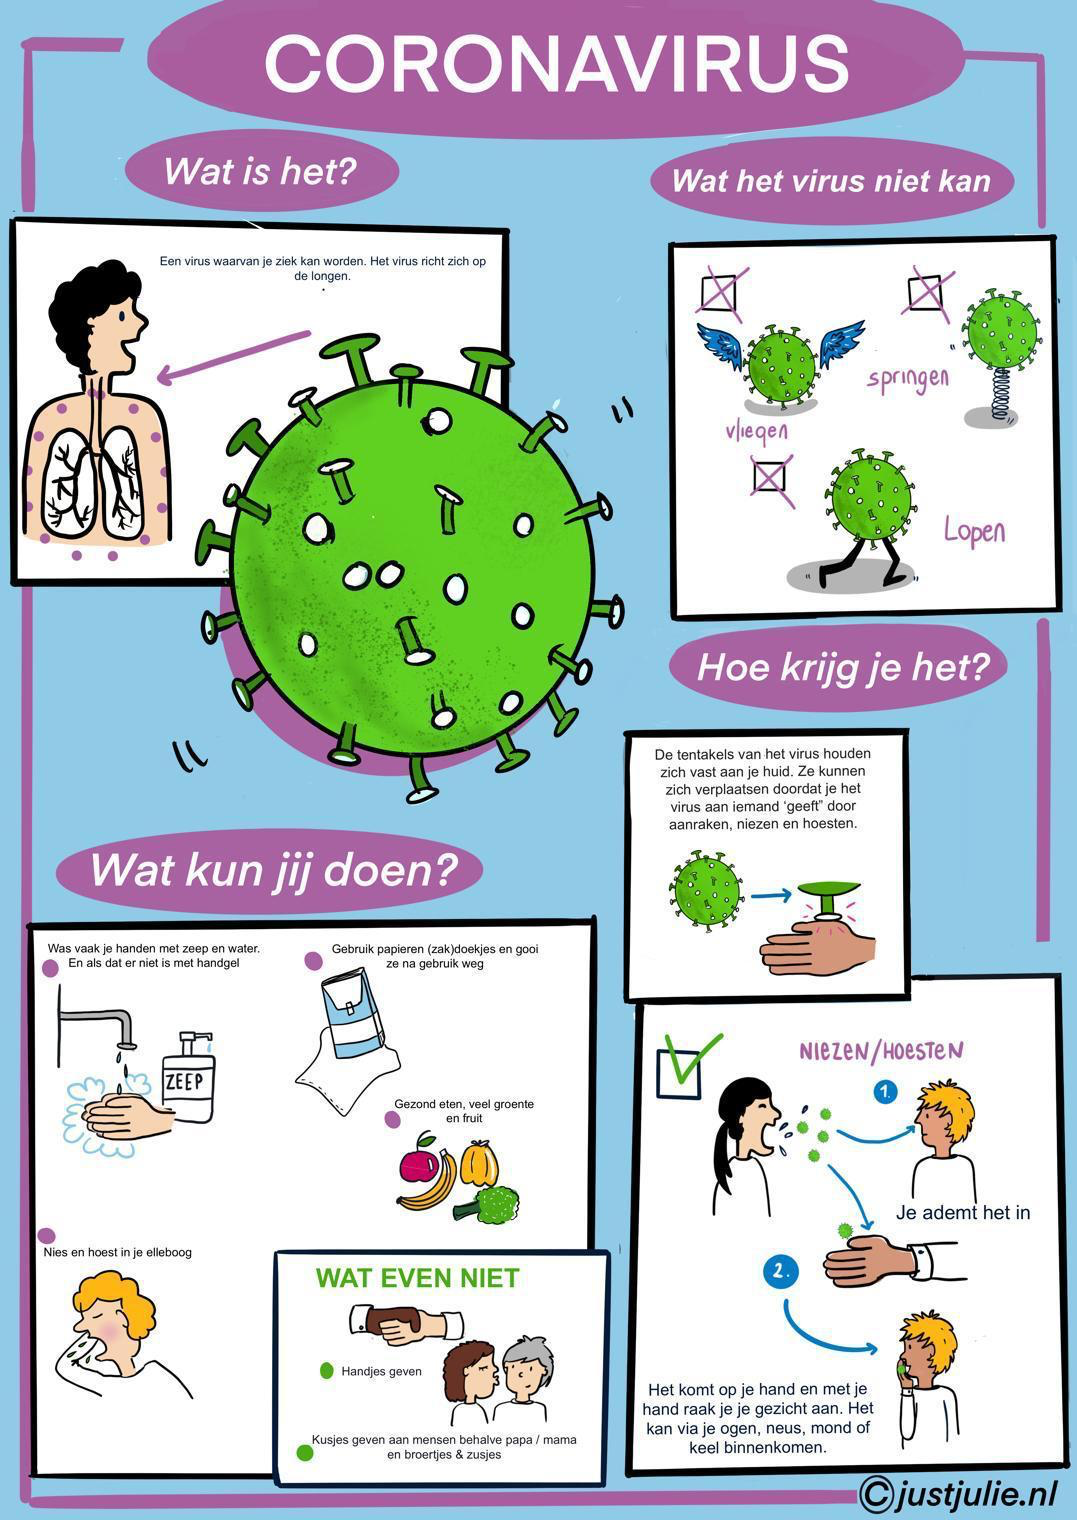 CORONAVIRUS
Wat is het?
Een virus waarvan je ziek kan worden. Het virus richt zich op
de longen.
Wat het virus niet kan
vliegen
springen
Lopen
Hoe krijg je het?
De tentakels van het virus houden
zich vast aan je huid. Ze kunnen
zich verplaatsen doordat je het
virus aan iemand ‘geeft” door
aanraken, niezen en hoesten.
NIEZEN/HOESTEN
1.
Je ademt het in
2.
Het komt op je hand en met je
hand raak je je gezicht aan. Het
kan via je ogen, neus, mond of
keel binnenkomen.
Wat kun jij doen?
Was vaak je handen met zeep en water.
En als dat er niet is met handgel
ZEEP
Gebruik papieren (zak)doekjes en gooi
ze na gebruik weg
Gezond eten, veel groente
en fruit
Nies en hoest in je elleboog
WAT EVEN NIET
Handjes geven
Kusjes geven aan mensen behalve papa / mama
en broertjes & zusjes
©justjulie.nl